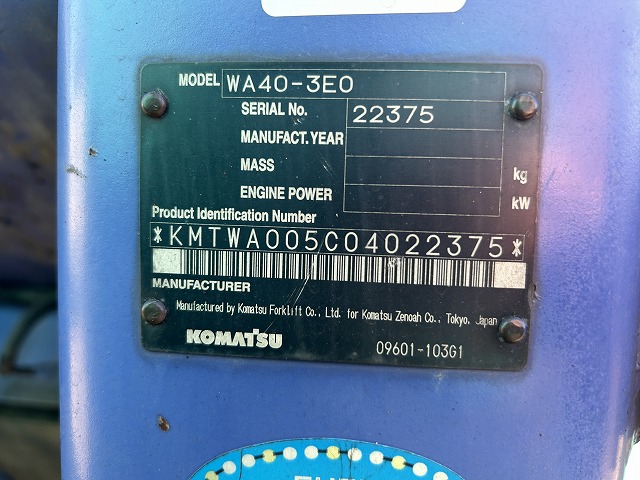 MODEL WA40-3E0
SERIAL No. 22375
MANUFACT. YEAR
MASS kg
ENGINE POWER kW
Product Identification Number
*KMTWA005C04022375*
MANUFACTURER
Manufactured by Komatsu Forklift Co., Ltd. for Komatsu Zenoah Co., Tokyo, Japan
KOMATSU 09601-103G1